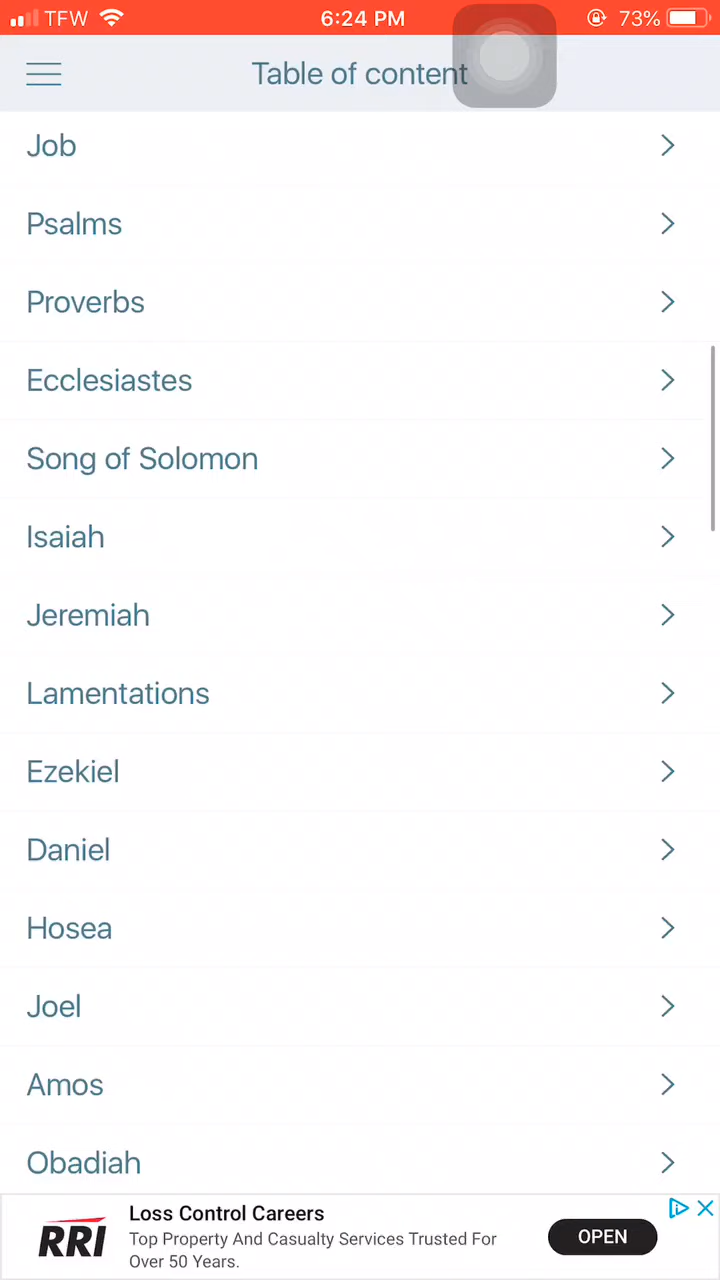 TFW 6:24 PM 73%
Table of content
Job
Psalms
Proverbs
Ecclesiastes
Song of Solomon
Isaiah
Jeremiah
Lamentations
Ezekiel
Daniel
Hosea
Joel
Amos
Obadiah
RRI
Loss Control Careers
Top Property And Casualty Services Trusted For
Over 50 Years.
OPEN